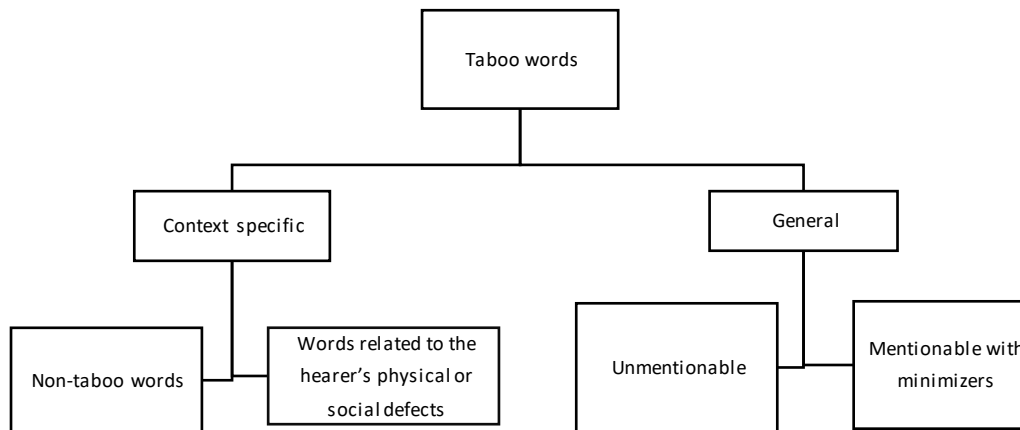 Taboo words
Context specific
General
Non-taboo words
Words related to the
hearer's physical or
social defects
Unmentionable
Mentionable with
minimizers